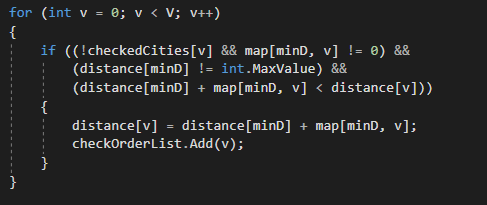 for (int v = 0; v < V; v++)
{
if ((!checkedCities[v] && map[minD, v] != 0) &&
(distance[minD] != int.MaxValue) &&
(distance[minD] + map[minD, v] < distance[v]))
{
distance[v] = distance[minD] + map[minD, v];
checkOrderList.Add(v);
}
}